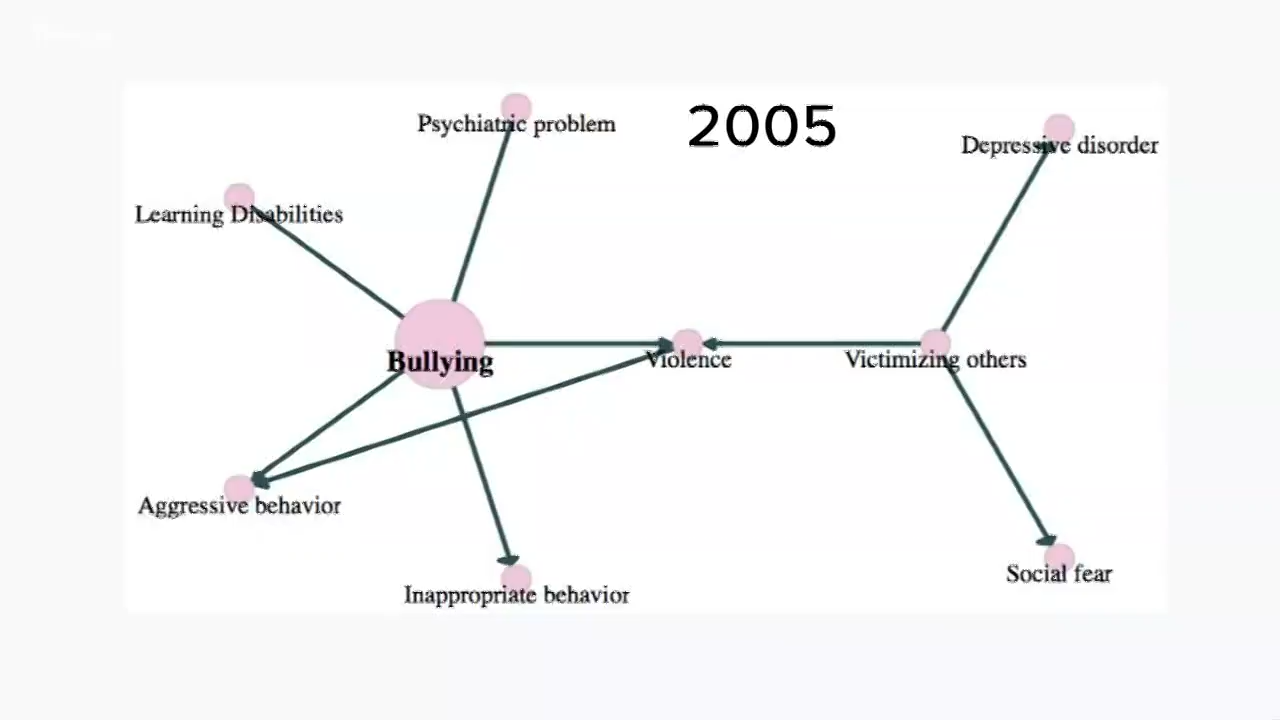 Psychiatric problem
2005
Depressive disorder
Learning Disabilities
Bullying
Violence
Victimizing others
Aggressive behavior
Social fear
Inappropriate behavior